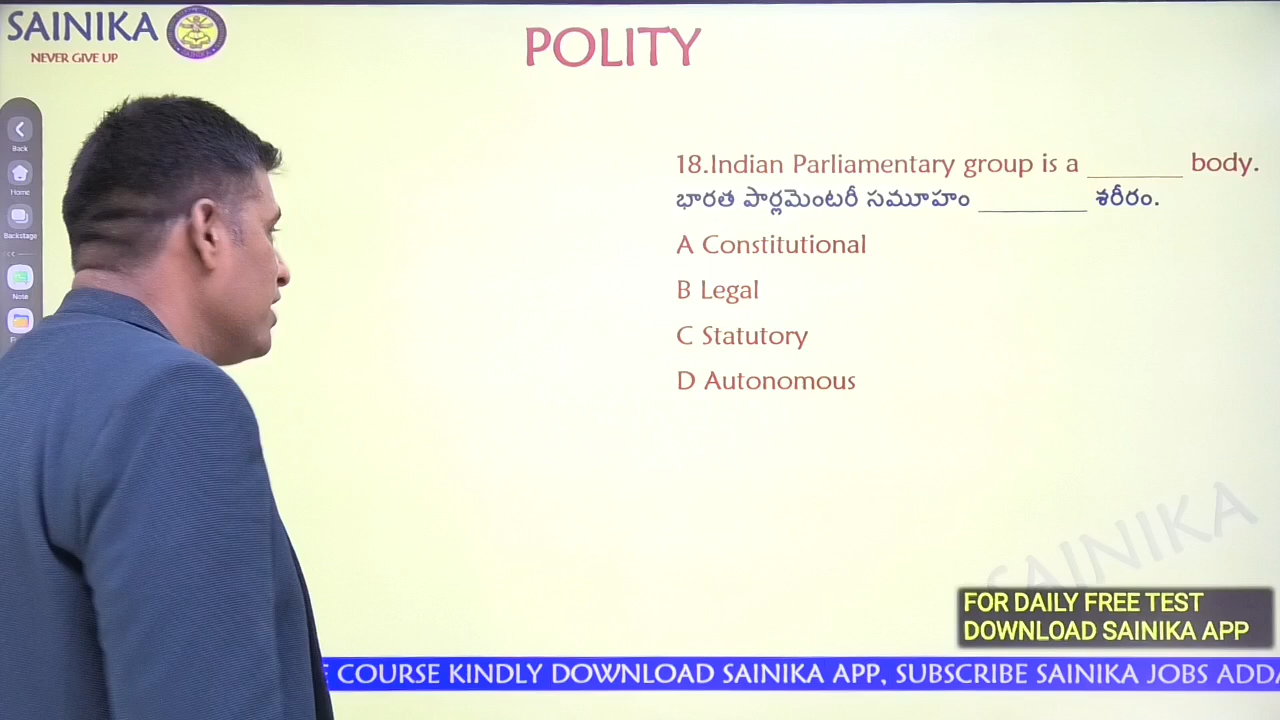 SAINIKA
NEVER GIVE UP
POLITY
Back
Home
Backstage
Note
18.Indian Parliamentary group is a _______ body.
భారత పార్లమెంటరీ సమూహం ________ శరీరం.
A Constitutional
B Legal
C Statutory
D Autonomous
SAINIKA
FOR DAILY FREE TEST
DOWNLOAD SAINIKA APP
COURSE KINDLY DOWNLOAD SAINIKA APP, SUBSCRIBE SAINIKA JOBS ADDA